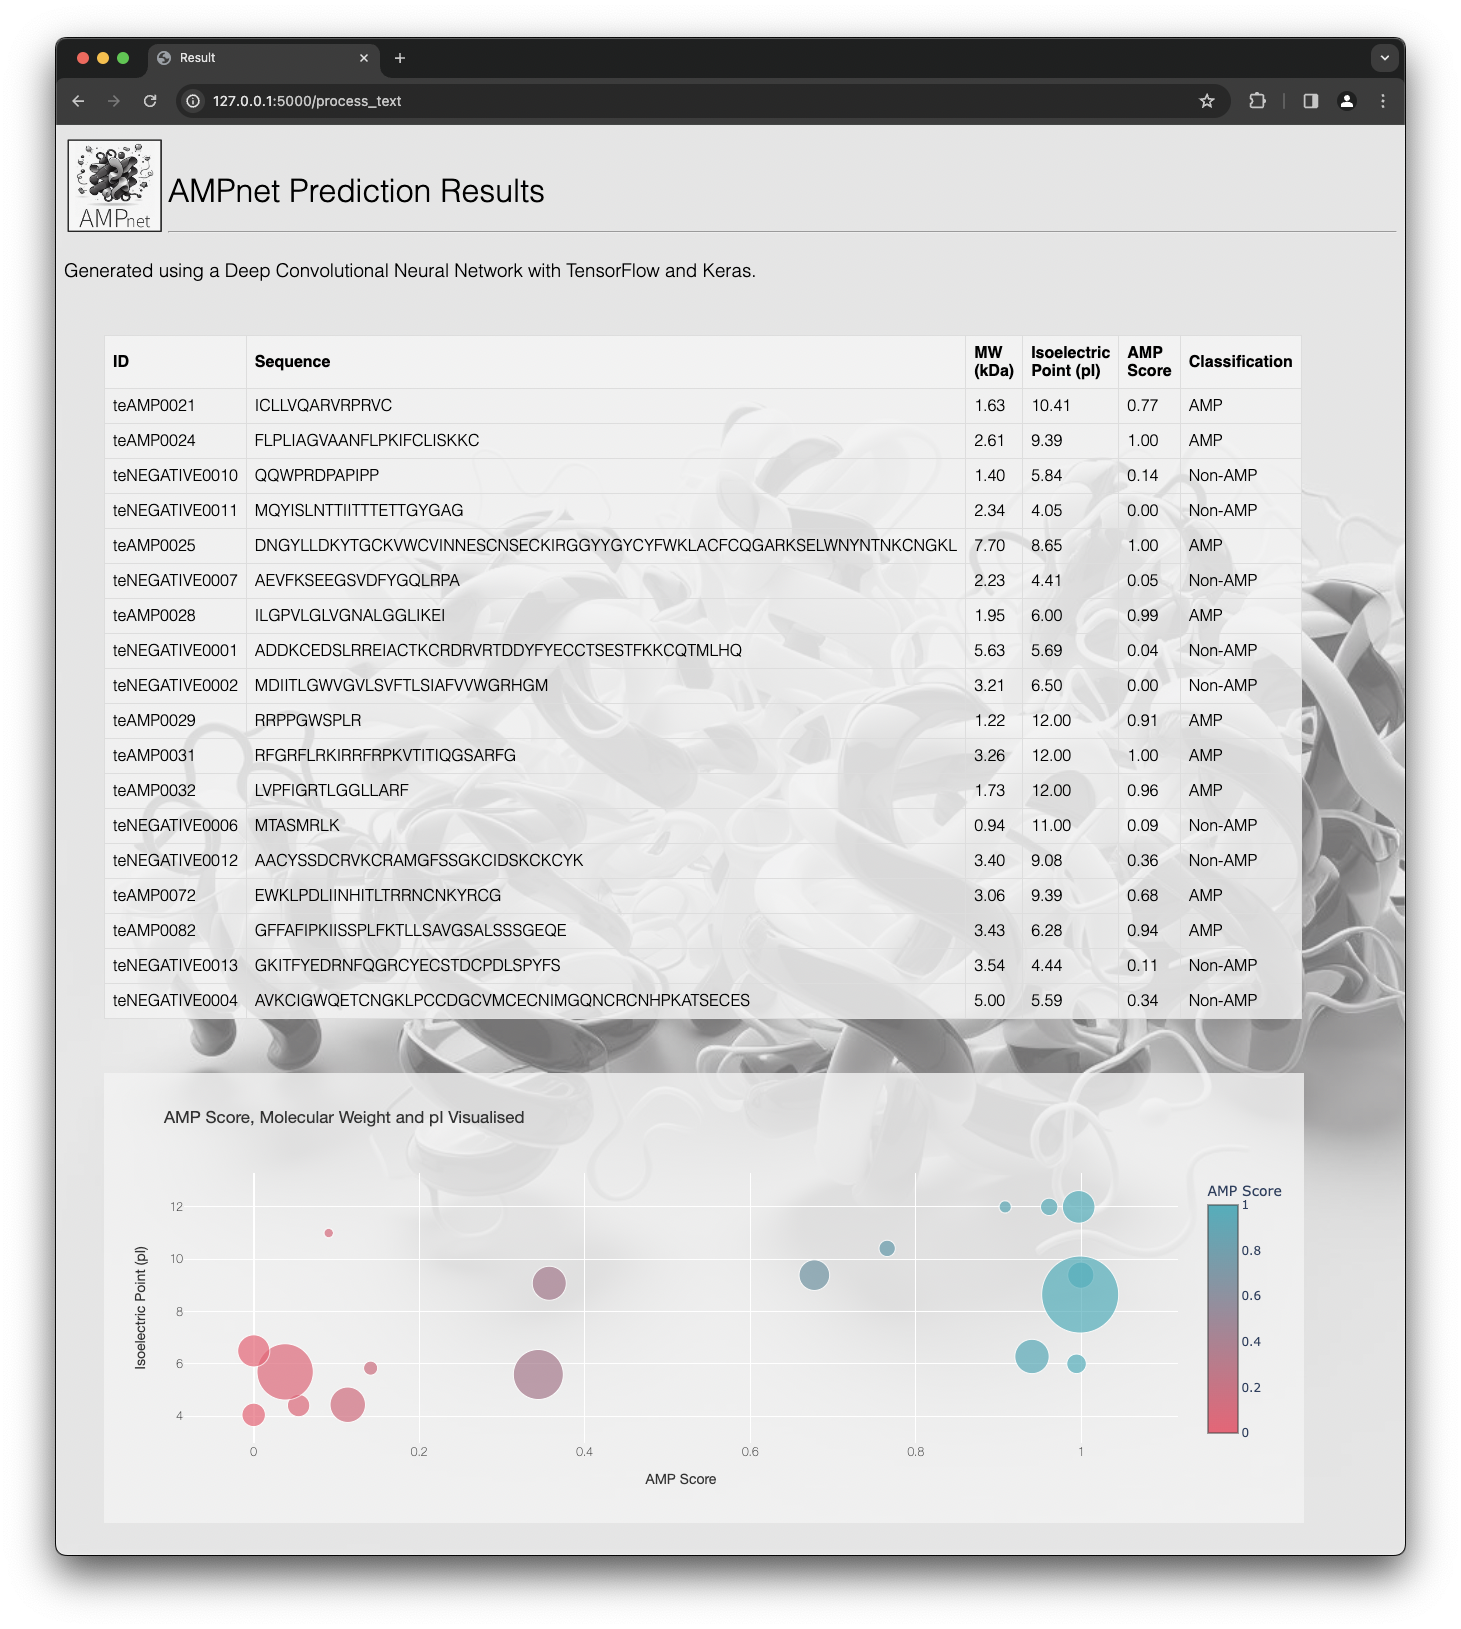 Result
127.0.0.1:5000/process_text
AMPnet
AMPnet Prediction Results
Generated using a Deep Convolutional Neural Network with TensorFlow and Keras.
ID Sequence MW (kDa) Isoelectric Point (pI) AMP Score Classification
teAMP0021 ICLLVQARVRPRVC 1.63 10.41 0.77 AMP
teAMP0024 FLPLIAGVAANFLPKIFCLISKKC 2.61 9.39 1.00 AMP
teNEGATIVE0010 QQWPRDPAPIPP 1.40 5.84 0.14 Non-AMP
teNEGATIVE0011 MQYISLNTTIITTTETTGYGAG 2.34 4.05 0.00 Non-AMP
teAMP0025 DNGYLLDKYTGCKVWCVINNESCNSECKIRGGYYGYCYFWKLACFCQGARKSELWNYNTNKCNGKL 7.70 8.65 1.00 AMP
teNEGATIVE0007 AEVFKSEEGSVDFYGQLRPA 2.23 4.41 0.05 Non-AMP
teAMP0028 ILGPVLGLVGNALGGLIKEI 1.95 6.00 0.99 AMP
teNEGATIVE0001 ADDKCEDSLRREIACTKCRDRVRTDDYFYECCTSESTFKKCQTMLHQ 5.63 5.69 0.04 Non-AMP
teNEGATIVE0002 MDIITLGWVGVLSVFTLSIAFVVWGRHGM 3.21 6.50 0.00 Non-AMP
teAMP0029 RRPPGWSPLR 1.22 12.00 0.91 AMP
teAMP0031 RFGRFLRKIRRFRPKVTITIQGSARFG 3.26 12.00 1.00 AMP
teAMP0032 LVPFIGRTLGGLLARF 1.73 12.00 0.96 AMP
teNEGATIVE0006 MTASMRLK 0.94 11.00 0.09 Non-AMP
teNEGATIVE0012 AACYSSDCRVKCRAMGFSSGKCIDSKCKCYK 3.40 9.08 0.36 Non-AMP
teAMP0072 EWKLPDLIINHITLTRRNCNKYRCG 3.06 9.39 0.68 AMP
teAMP0082 GFFAFIPKIISSPLFKTLLSAVGSALSSSGEQE 3.43 6.28 0.94 AMP
teNEGATIVE0013 GKITFYEDRNFQGRCYECSTDCPDLSPYFS 3.54 4.44 0.11 Non-AMP
teNEGATIVE0004 AVKCIGWQETCNGKLPCCDGCVMCECNIMGQNCRCNHPKATSECES 5.00 5.59 0.34 Non-AMP
AMP Score, Molecular Weight and pI Visualised
Isoelectric Point (pI)
12
10
8
6
4
0 0.2 0.4 0.6 0.8 1
AMP Score
AMP Score
1
0.8
0.6
0.4
0.2
0